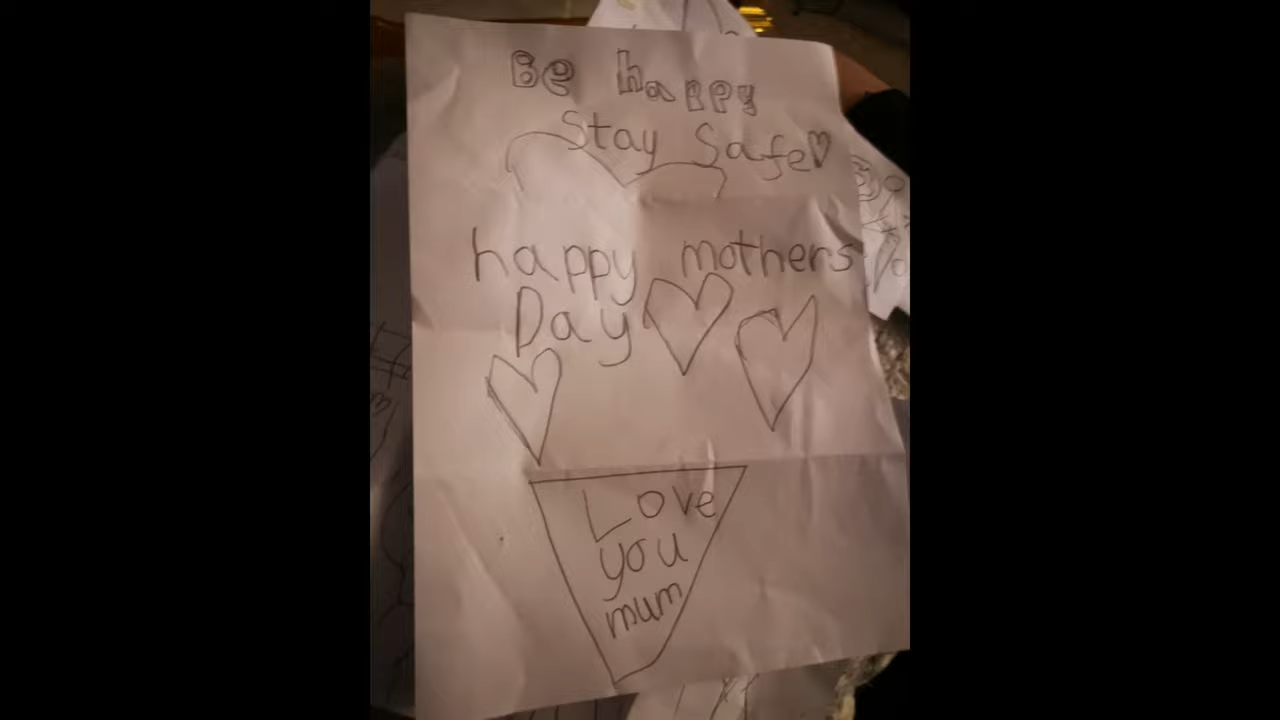 Be happy
Stay Safe♡
happy mothers
Day
Love
you
mum